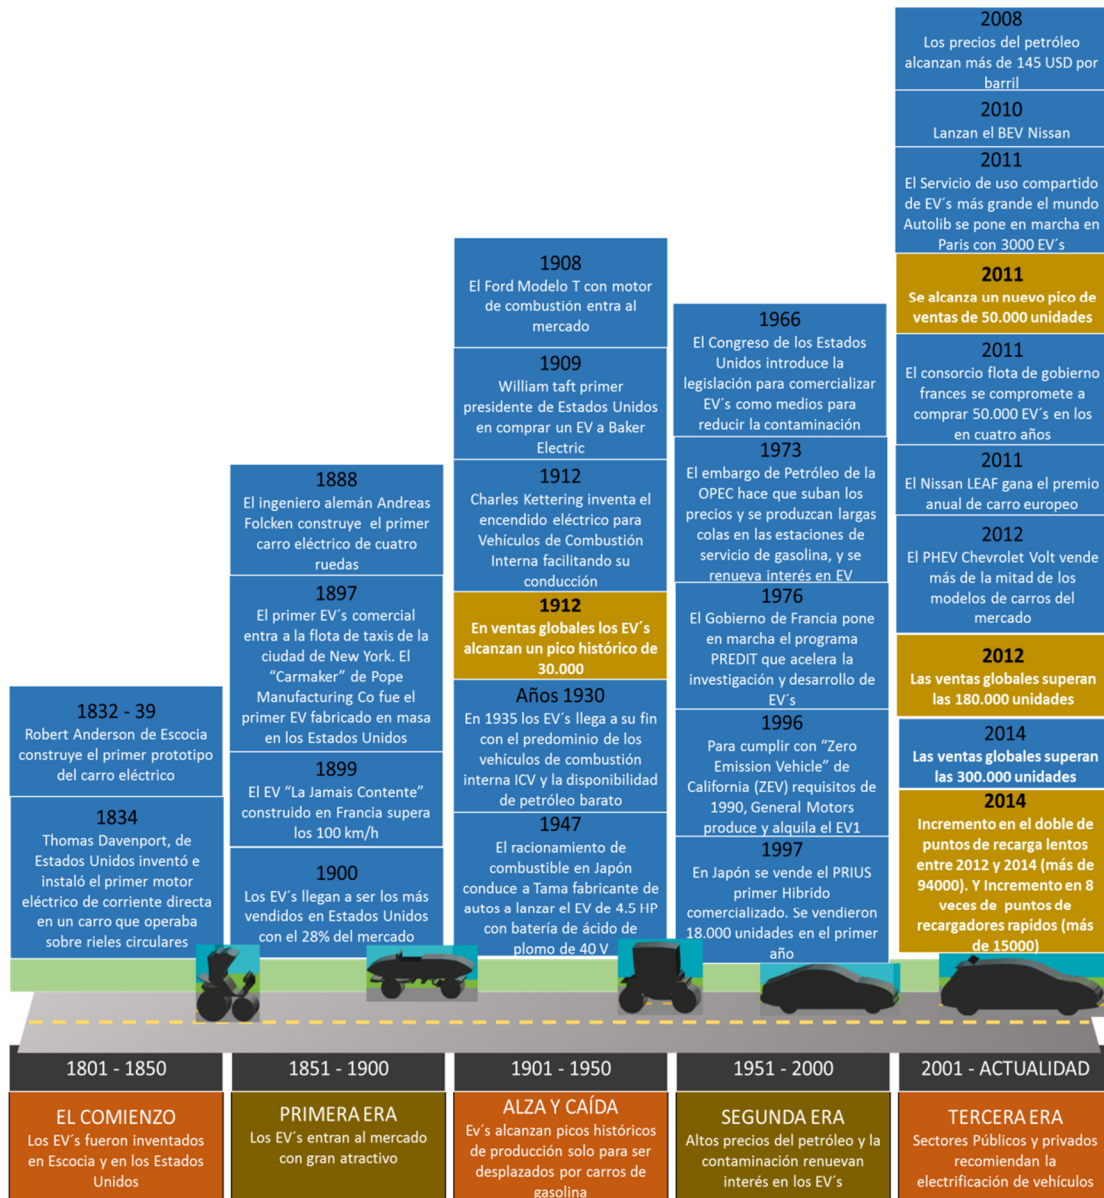 1832 - 39
Robert Anderson de Escocia
construye el primer prototipo
del carro eléctrico
1834
Thomas Davenport, de
Estados Unidos inventó e
instaló el primer motor
eléctrico de corriente directa
en un carro que operaba
sobre rieles circulares
1888
El ingeniero alemán Andreas
Folcken construye el primer
carro eléctrico de cuatro
ruedas
1897
El primer EV´s comercial
entra a la flota de taxis de la
ciudad de New York. El
“Carmaker” de Pope
Manufacturing Co fue el
primer EV fabricado en masa
en los Estados Unidos
1899
El EV “La Jamais Contente”
construido en Francia supera
los 100 km/h
1900
Los EV´s llegan a ser los más
vendidos en Estados Unidos
con el 28% del mercado
1908
El Ford Modelo T con motor
de combustión entra al
mercado
1909
William taft primer
presidente de Estados Unidos
en comprar un EV a Baker
Electric
1912
Charles Kettering inventa el
encendido eléctrico para
Vehículos de Combustión
Interna facilitando su
conducción
1912
En ventas globales los EV´s
alcanzan un pico histórico de
30.000
Años 1930
En 1935 los EV´s llega a su fin
con el predominio de los
vehículos de combustión
interna ICV y la disponibilidad
de petróleo barato
1947
El racionamiento de
combustible en Japón
conduce a Tama fabricante de
autos a lanzar el EV de 4.5 HP
con batería de ácido de
plomo de 40 V
1966
El Congreso de los Estados
Unidos introduce la
legislación para comercializar
EV´s como medios para
reducir la contaminación
1973
El embargo de Petróleo de la
OPEC hace que suban los
precios y se produzcan largas
colas en las estaciones de
servicio de gasolina, y se
renueva interés en EV
1976
El Gobierno de Francia pone
en marcha el programa
PREDIT que acelera la
investigación y desarrollo de
EV´s
1996
Para cumplir con “Zero
Emission Vehicle” de
California (ZEV) requisitos de
1990, General Motors
produce y alquila el EV1
1997
En Japón se vende el PRIUS
primer Hibrido
comercializado. Se vendieron
18.000 unidades en el primer
año
2008
Los precios del petróleo
alcanzan más de 145 USD por
barril
2010
Lanzan el BEV Nissan
2011
El Servicio de uso compartido
de EV´s más grande el mundo
Autolib se pone en marcha en
Paris con 3000 EV´s
2011
Se alcanza un nuevo pico de
ventas de 50.000 unidades
2011
El consorcio flota de gobierno
frances se compromete a
comprar 50.000 EV´s en los
en cuatro años
2011
El Nissan LEAF gana el premio
anual de carro europeo
2012
El PHEV Chevrolet Volt vende
más de la mitad de los
modelos de carros del
mercado
2012
Las ventas globales superan
las 180.000 unidades
2014
Las ventas globales superan
las 300.000 unidades
2014
Incremento en el doble de
puntos de recarga lentos
entre 2012 y 2014 (más de
94000). Y Incremento en 8
veces de puntos de
recargadores rapidos (más
de 15000)
1801 - 1850
1851 - 1900
1901 - 1950
1951 - 2000
2001 - ACTUALIDAD
EL COMIENZO
Los EV´s fueron inventados
en Escocia y en los Estados
Unidos
PRIMERA ERA
Los EV´s entran al mercado
con gran atractivo
ALZA Y CAÍDA
Ev´s alcanzan picos históricos
de producción solo para ser
desplazados por carros de
gasolina
SEGUNDA ERA
Altos precios del petróleo y la
contaminación renuevan
interés en los EV´s
TERCERA ERA
Sectores Públicos y privados
recomiendan la
electrificación de vehículos